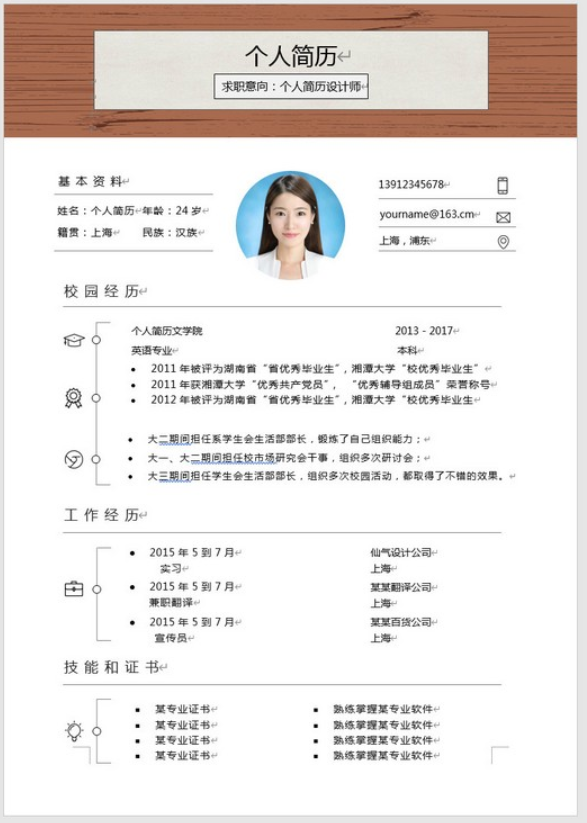 个人简历
求职意向：个人简历设计师
基本资料
姓名：个人简历 年龄：24 岁
籍贯：上海 民族：汉族
13912345678
yourname@163.cm
上海，浦东
校园经历
个人简历文学院 2013 - 2017
英语专业 本科
• 2011 年被评为湖南省“省优秀毕业生”，湘潭大学“校优秀毕业生”
• 2011 年获湘潭大学“优秀共产党员”， “优秀辅导组成员”荣誉称号
• 2012 年被评为湖南省“省优秀毕业生”，湘潭大学“校优秀毕业生
• 大二期间担任系学生会生活部部长，锻炼了自己组织能力；
• 大一、大二期间担任校市场研究会干事，组织多次研讨会；
• 大三期间担任学生会生活部部长，组织多次校园活动，都取得了不错的效果。
工作经历
• 2015 年 5 到 7 月 仙气设计公司
实习 上海
• 2015 年 5 到 7 月 某某翻译公司
兼职翻译 上海
• 2015 年 5 到 7 月 某某百货公司
宣传员 上海
技能和证书
▪ 某专业证书 ▪ 熟练掌握某专业软件
▪ 某专业证书 ▪ 熟练掌握某专业软件
▪ 某专业证书 ▪ 熟练掌握某专业软件
▪ 某专业证书 ▪ 熟练掌握某专业软件